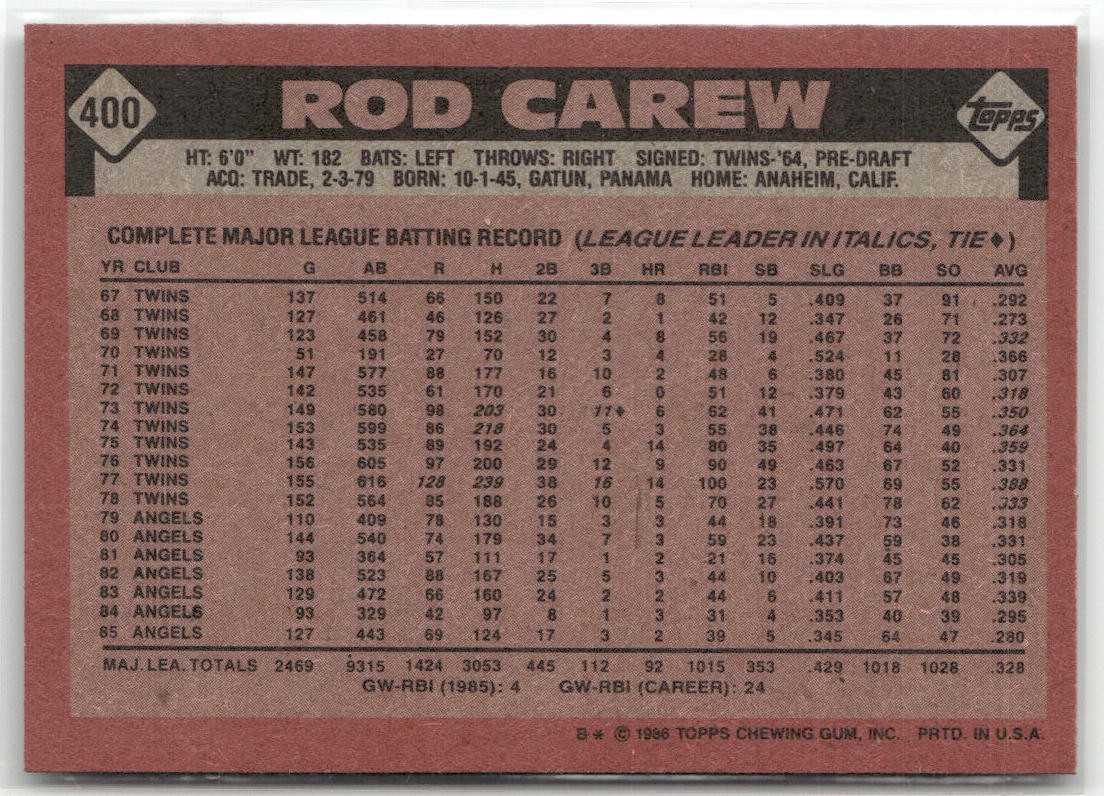 400 ROD CAREW Topps
HT: 6'0" WT: 182 BATS: LEFT THROWS: RIGHT SIGNED: TWINS-'64, PRE-DRAFT
ACQ: TRADE, 2-3-79 BORN: 10-1-45, GATUN, PANAMA HOME: ANAHEIM, CALIF.
COMPLETE MAJOR LEAGUE BATTING RECORD (LEAGUE LEADER IN ITALICS, TIE♦)
YR CLUB G AB R H 2B 3B HR RBI SB SLG BB SO AVG
67 TWINS 137 514 66 150 22 7 8 51 5 .409 37 91 .292
68 TWINS 127 461 46 126 27 2 1 42 12 .347 26 71 .273
69 TWINS 123 458 79 152 30 4 8 56 19 .467 37 72 .332
70 TWINS 51 191 27 70 12 3 4 28 4 .524 11 28 .366
71 TWINS 147 577 88 177 16 10 2 48 6 .380 45 81 .307
72 TWINS 142 535 61 170 21 6 0 51 12 .379 43 60 .318
73 TWINS 149 580 98 203 30 11♦ 6 62 41 .471 62 55 .350
74 TWINS 153 599 86 218 30 5 3 55 38 .446 74 49 .364
75 TWINS 143 535 89 192 24 4 14 80 35 .497 64 40 .359
76 TWINS 156 605 97 200 29 12 9 90 49 .463 67 52 .331
77 TWINS 155 616 128 239 38 16 14 100 23 .570 69 55 .388
78 TWINS 152 564 85 188 26 10 5 70 27 .441 78 62 .333
79 ANGELS 110 409 78 130 15 3 3 44 18 .391 73 46 .318
80 ANGELS 144 540 74 179 34 7 3 59 23 .437 59 38 .331
81 ANGELS 93 364 57 111 17 1 2 21 16 .374 45 45 .305
82 ANGELS 138 523 88 167 25 5 3 44 10 .403 67 49 .319
83 ANGELS 129 472 66 160 24 2 2 44 6 .411 57 48 .339
84 ANGELS 93 329 42 97 8 1 3 31 4 .353 40 39 .295
85 ANGELS 127 443 69 124 17 3 2 39 5 .345 64 47 .280
MAJ. LEA. TOTALS 2469 9315 1424 3053 445 112 92 1015 353 .429 1018 1028 .328
GW-RBI (1985): 4 GW-RBI (CAREER): 24
B* © 1986 TOPPS CHEWING GUM, INC. PRTD. IN U.S.A.